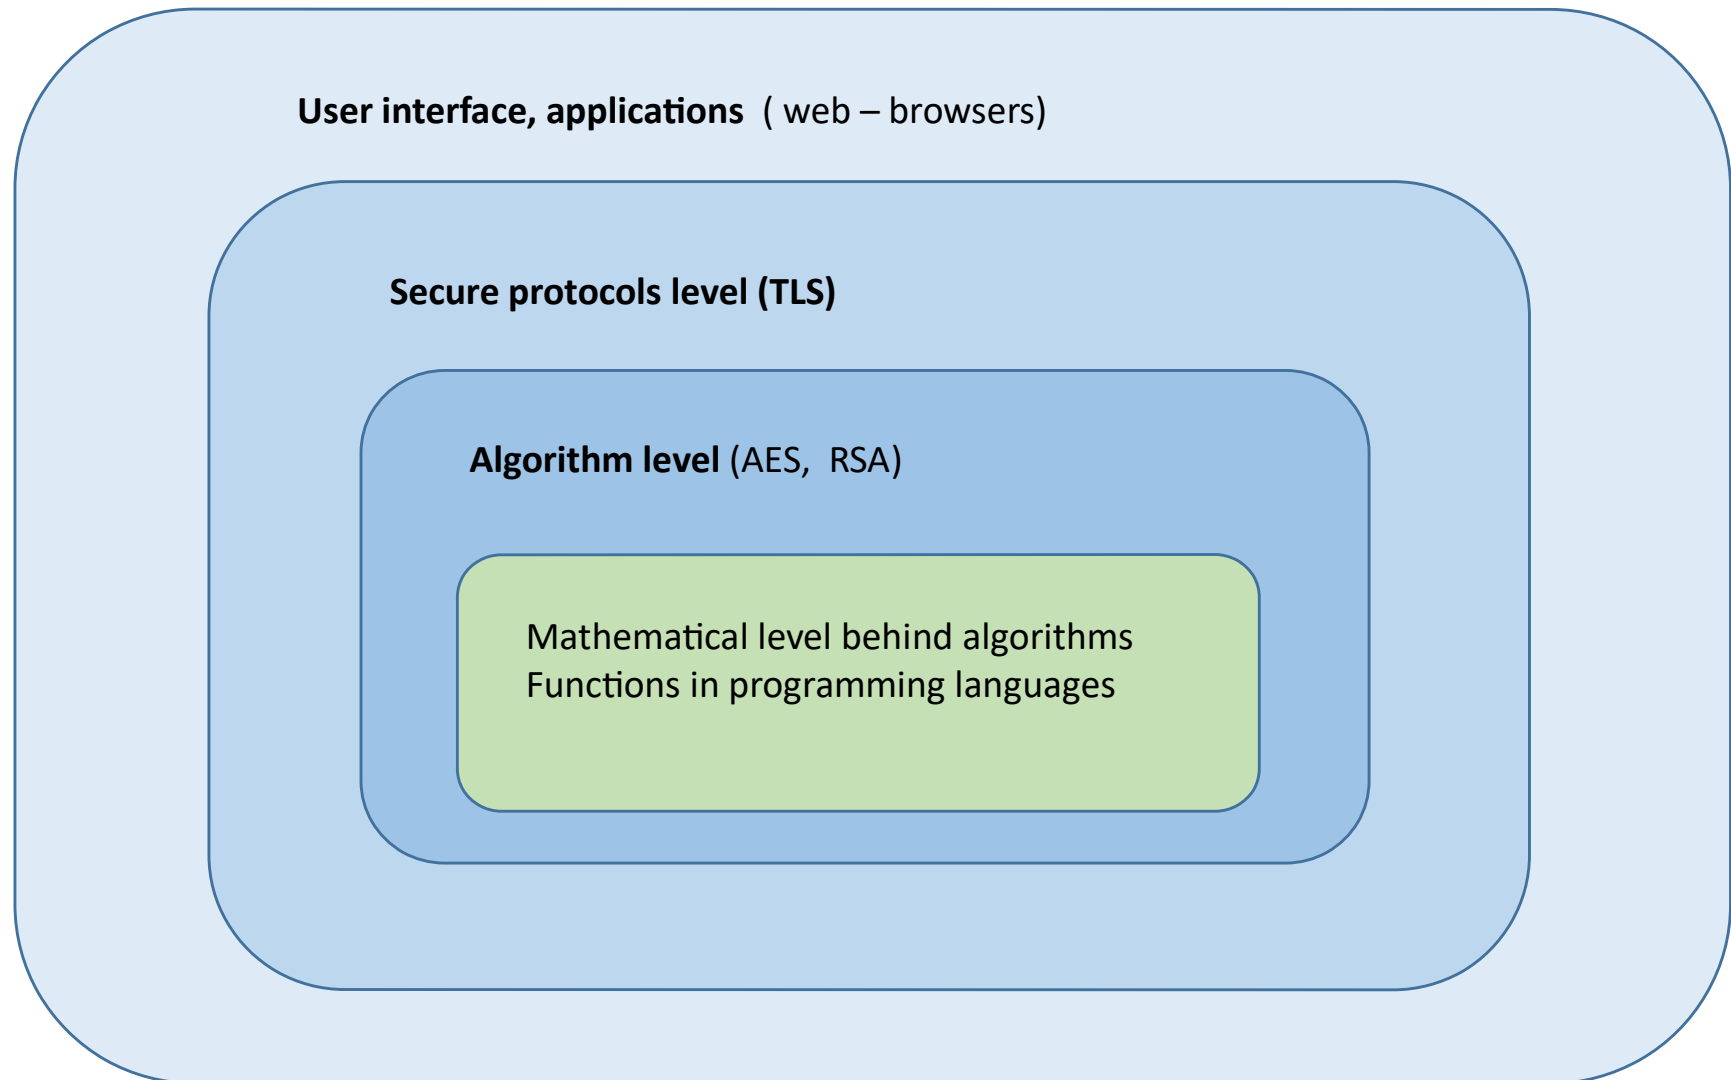 User interface, applications ( web – browsers)
Secure protocols level (TLS)
Algorithm level (AES, RSA)
Mathematical level behind algorithms
Functions in programming languages